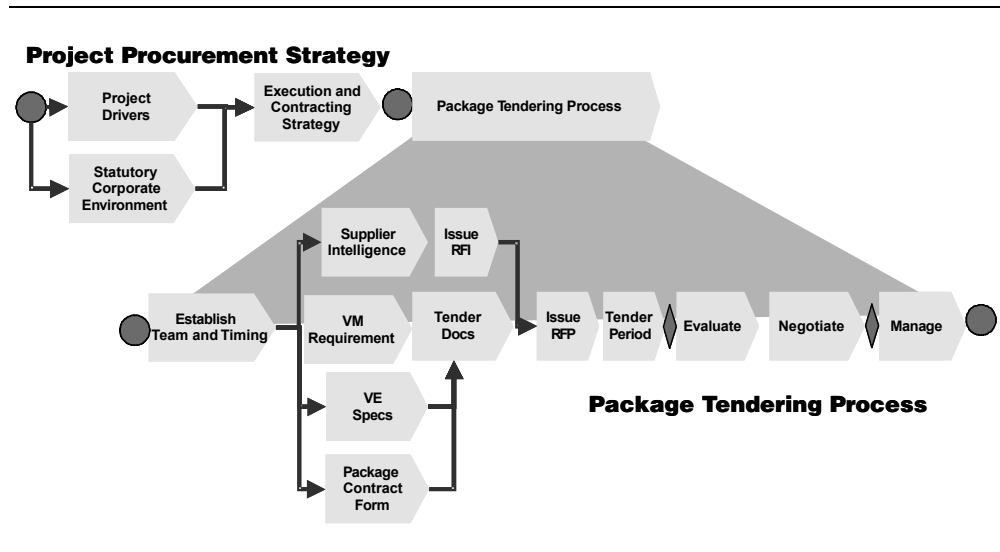 Project Procurement Strategy
Project
Drivers
Execution and
Contracting
Strategy
Package Tendering Process
Statutory
Corporate
Environment
Supplier
Intelligence
Issue
RFI
Establish
Team and Timing
VM
Requirement
Tender
Docs
Issue
RFP
Tender
Period
Evaluate
Negotiate
Manage
VE
Specs
Package Tendering Process
Package
Contract
Form